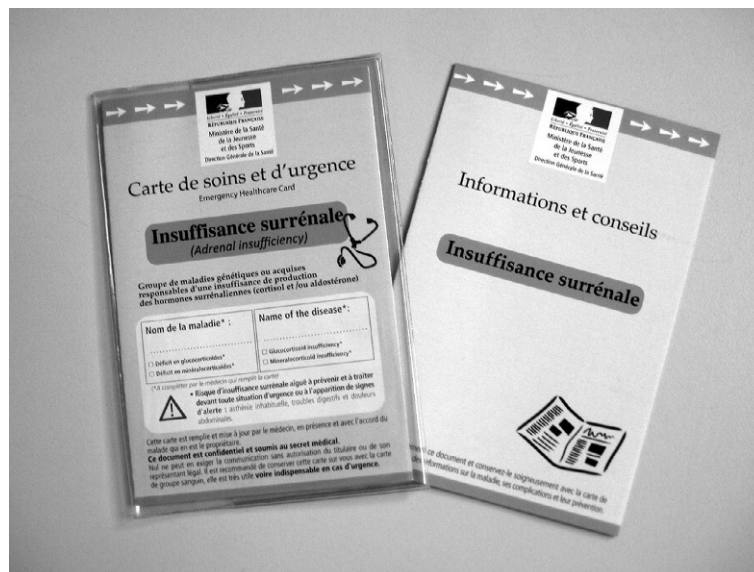 Liberté • Égalité • Fraternité
RÉPUBLIQUE FRANÇAISE
Ministère de la Santé
de la Jeunesse
et des Sports
Direction Générale de la Santé
Carte de soins et d'urgence
Emergency Healthcare Card
Insuffisance surrénale
(Adrenal insufficiency)
Groupe de maladies génétiques ou acquises
responsables d'une insuffisance de production
des hormones surrénaliennes (cortisol et /ou aldostérone)
Nom de la maladie* :
☐ Déficit en glucocorticoïdes*
☐ Déficit en minéralocorticoïdes*
Name of the disease* :
☐ Glucocorticoid insufficiency*
☐ Mineralocorticoid insufficiency*
(*A compléter par le médecin qui remplit la carte)
• Risque d'insuffisance surrénale aiguë à prévenir et à traiter
devant toute situation d'urgence ou à l'apparition de signes
d'alerte : asthénie inhabituelle, troubles digestifs et douleurs
abdominales.
Cette carte est remplie et mise à jour par le médecin, en présence et avec l'accord du
malade qui en est le propriétaire.
Ce document est confidentiel et soumis au secret médical.
Nul ne peut en exiger la communication sans autorisation du titulaire ou de son
représentant légal. Il est recommandé de conserver cette carte sur vous avec la carte
de groupe sanguin, elle est très utile voire indispensable en cas d'urgence.
Liberté • Égalité • Fraternité
RÉPUBLIQUE FRANÇAISE
Ministère de la Santé
de la Jeunesse
et des Sports
Direction Générale de la Santé
Informations et conseils
Insuffisance surrénale
ce document et conservez-le soigneusement avec la carte de
des informations sur la maladie, ses complications et leur prévention.